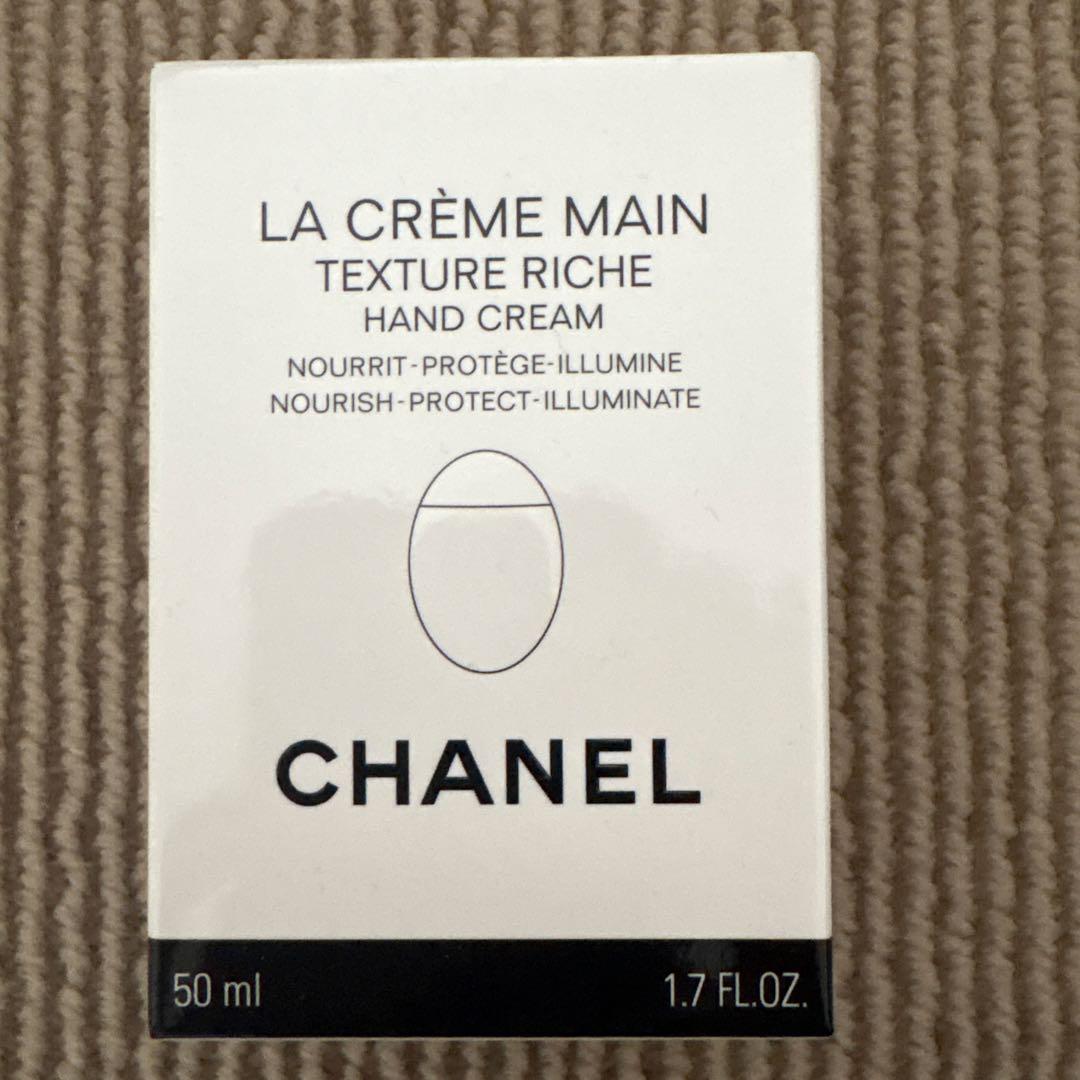 LA CRÈME MAIN
TEXTURE RICHE
HAND CREAM
NOURRIT-PROTÈGE-ILLUMINE
NOURISH-PROTECT-ILLUMINATE
CHANEL
50 ml 1.7 FL.OZ.